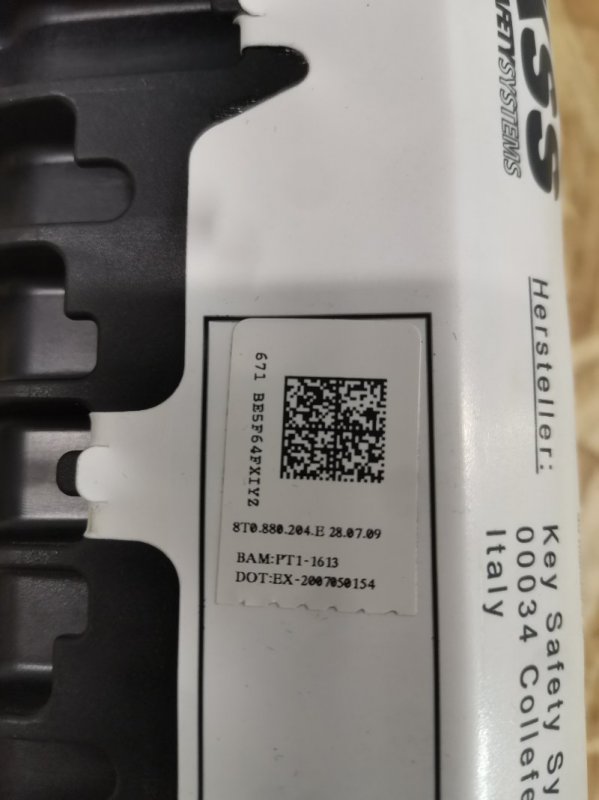 KSS
SAFETY SYSTEMS
Hersteller:
Key Safety Sy
00034 Collefe
Italy
671 BE5F64FXIYZ
8T0.880.204.E 28.07.09
BAM:PT1-1613
DOT:EX-2007050154